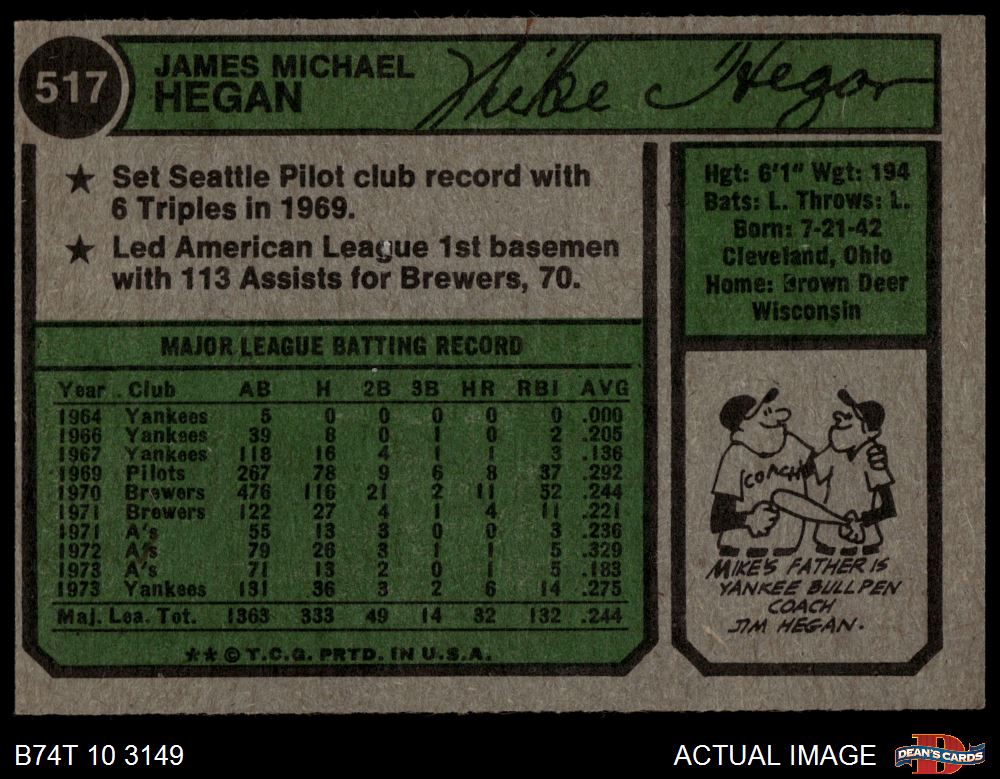 517
JAMES MICHAEL
HEGAN
Mike Hegan
★ Set Seattle Pilot club record with
6 Triples in 1969.
★ Led American League 1st basemen
with 113 Assists for Brewers, 70.
Hgt: 6'1" Wgt: 194
Bats: L. Throws: L.
Born: 7-21-42
Cleveland, Ohio
Home: Brown Deer
Wisconsin
MAJOR LEAGUE BATTING RECORD
Year Club AB H 2B 3B HR RBI AVG
1964 Yankees 5 0 0 0 0 0 .000
1966 Yankees 39 8 0 1 0 2 .205
1967 Yankees 118 16 4 1 1 3 .136
1969 Pilots 267 78 9 6 8 37 .292
1970 Brewers 476 116 21 2 11 52 .244
1971 Brewers 122 27 4 1 4 11 .221
1971 A's 55 13 3 0 0 3 .236
1972 A's 79 26 3 1 1 5 .329
1973 A's 71 13 2 0 1 5 .183
1973 Yankees 131 36 3 2 6 14 .275
Maj. Lea. Tot. 1363 333 49 14 32 132 .244
** © T.C.G. PRTD. IN U.S.A.
COACH
MIKE'S FATHER IS
YANKEE BULLPEN
COACH
JIM HEGAN.
B74T 10 3149
ACTUAL IMAGE
DEAN'S CARDS